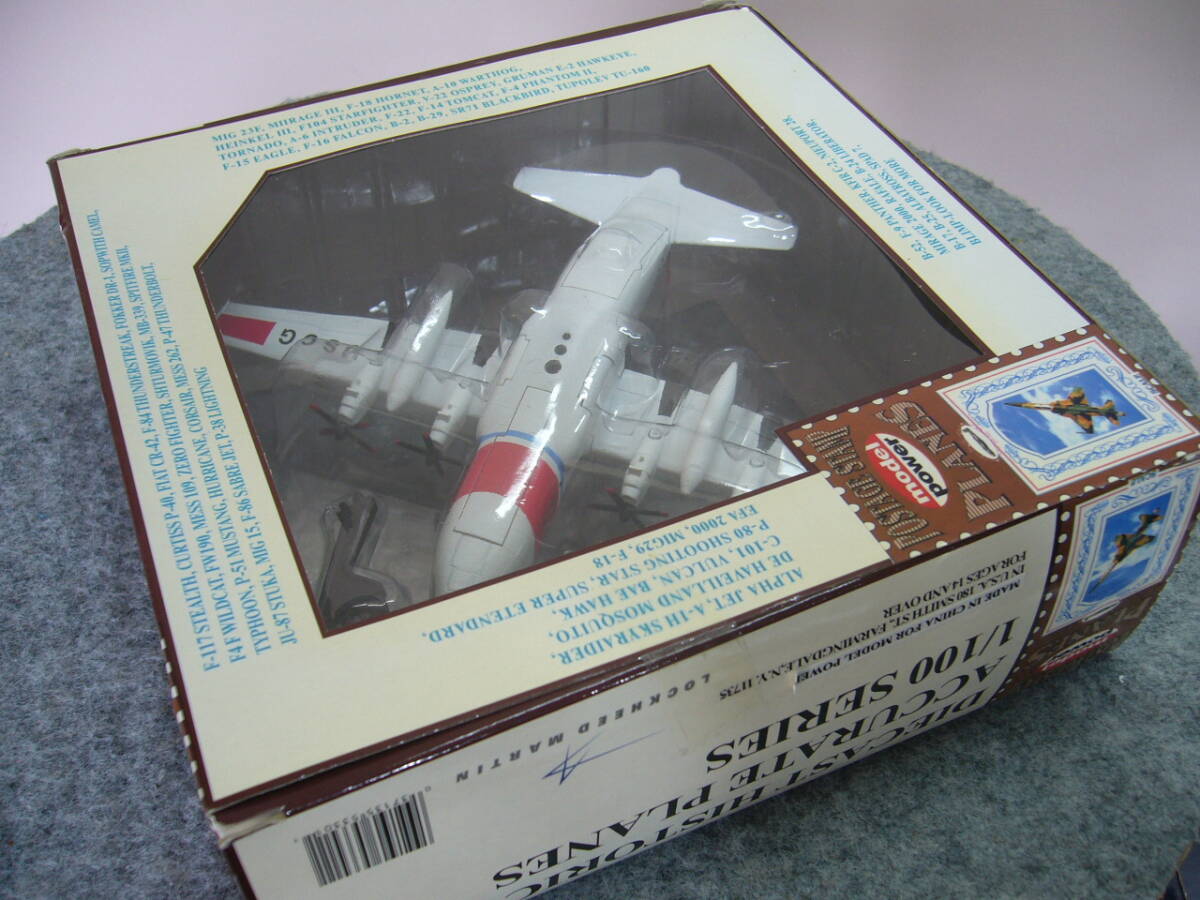 MIG 23E, MIIRAGE III, F-18 HORNET, A-10 WARTHOG,
HEINKEL III, F104 STARFIGHTER, V-22 OSPREY, GRUMAN E-2 HAWKEYE,
TORNADO, A-6 INTRUDER, F-22, F-14 TOMCAT, F-4 PHANTOM II,
F-15 EAGLE, F-16 FALCON, B-2, B-29, SR71 BLACKBIRD, TUPOLEV TU-160
B-52, F-9 PANTHER, KFIR C-2, NIEUPORT 28,
MIRAGE 2000, RAFALE, B-24 LIBERATOR,
B-17, B-25, ALBATROSS, SPAD 7,
BLIMP-LOOK FOR MORE
F-117 STEALTH, CURTISS P-40, FIAT CR-42, F-84 THUNDERSTREAK, FOKKER DR-1, SOPWITH CAMEL,
F4F WILDCAT, FW190, MESS 109, ZERO FIGHTER, SHTURMOVIK, MB-339, SPITFIRE MKII,
TYPHOON, P-51 MUSTANG, HURRICANE, CORSAIR, MESS 262, P-47 THUNDERBOLT,
JU-87 STUKA, MIG 15, F-86 SABRE JET, P-38 LIGHTNING
ALPHA JET, A-1H SKYRAIDER,
DE HAVILLAND MOSQUITO,
C-101, VULCAN, BAE HAWK,
P-80 SHOOTING STAR, SUPER ETENDARD,
EFA 2000, MIG29, F-18
USCG
model
power
POSTAGE STAMP
PLANES
MADE IN CHINA FOR MODEL POWER
IN U.S.A. 180 SMITH ST., FARMINGDALE,N.Y. 11735
FOR AGES 14 AND OVER
DIECAST HISTORIC
ACCURATE PLANES
1/100 SERIES
LOCKHEED MARTIN